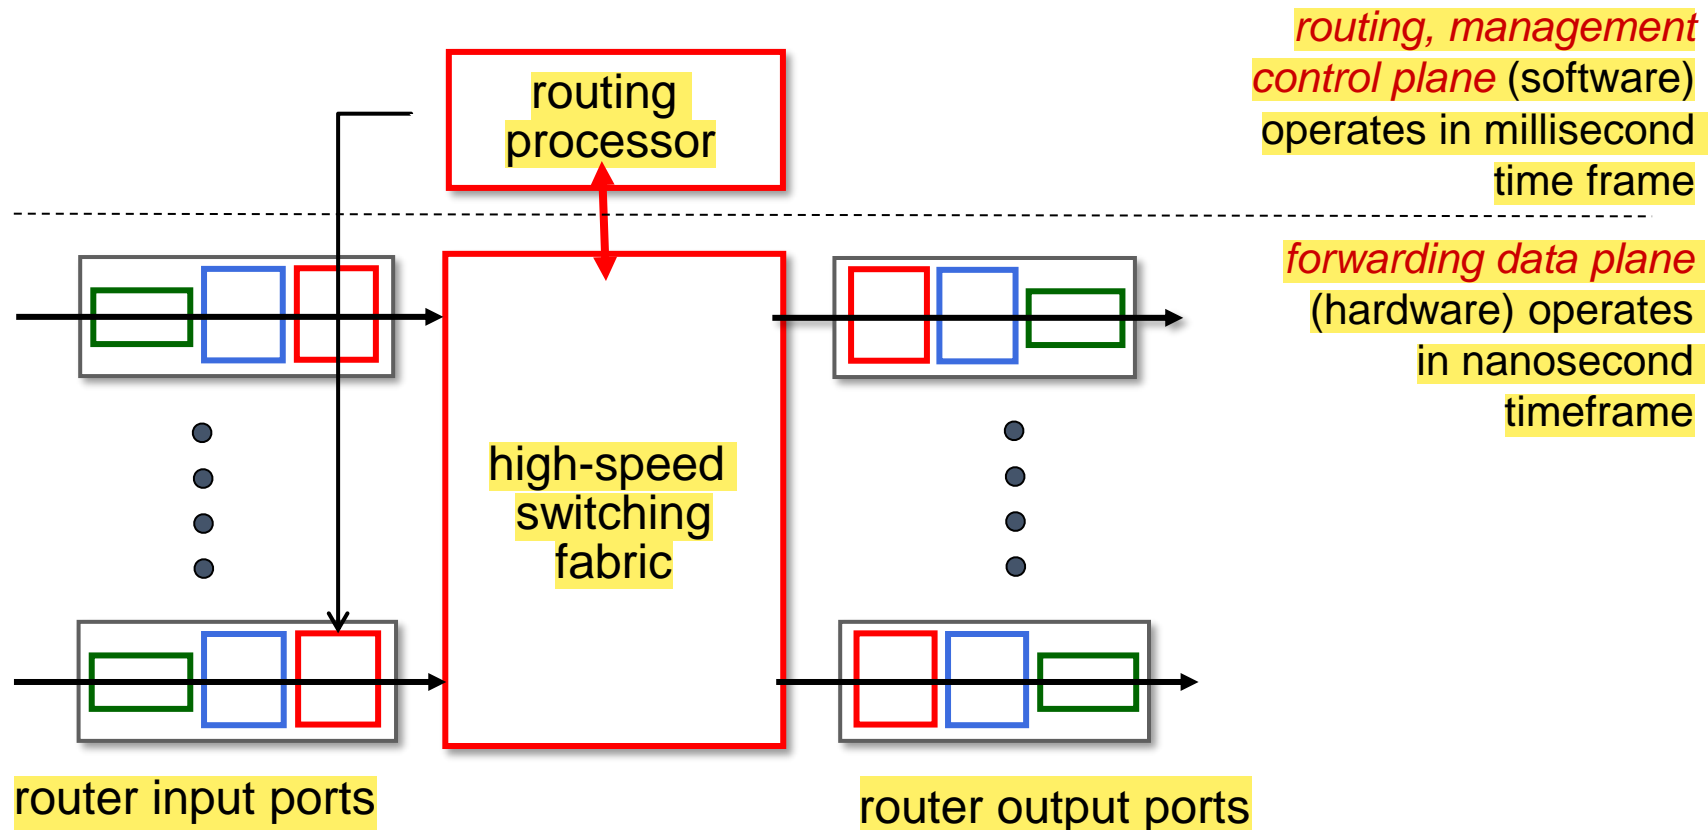 routing, management
control plane (software)
operates in millisecond
time frame
routing
processor
forwarding data plane
(hardware) operates
in nanosecond
timeframe
high-speed
switching
fabric
router input ports
router output ports